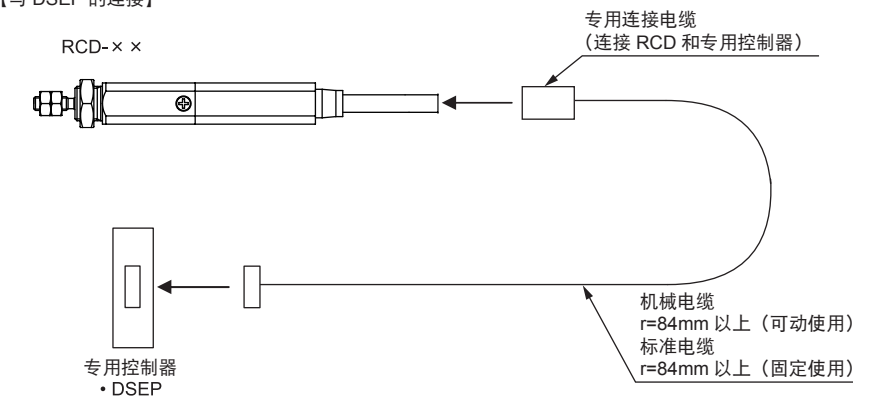 【与 DSEP 的连接】
专用连接电缆
（连接 RCD 和专用控制器）
RCD-××
机械电缆
r=84mm 以上（可动使用）
标准电缆
r=84mm 以上（固定使用）
专用控制器
• DSEP